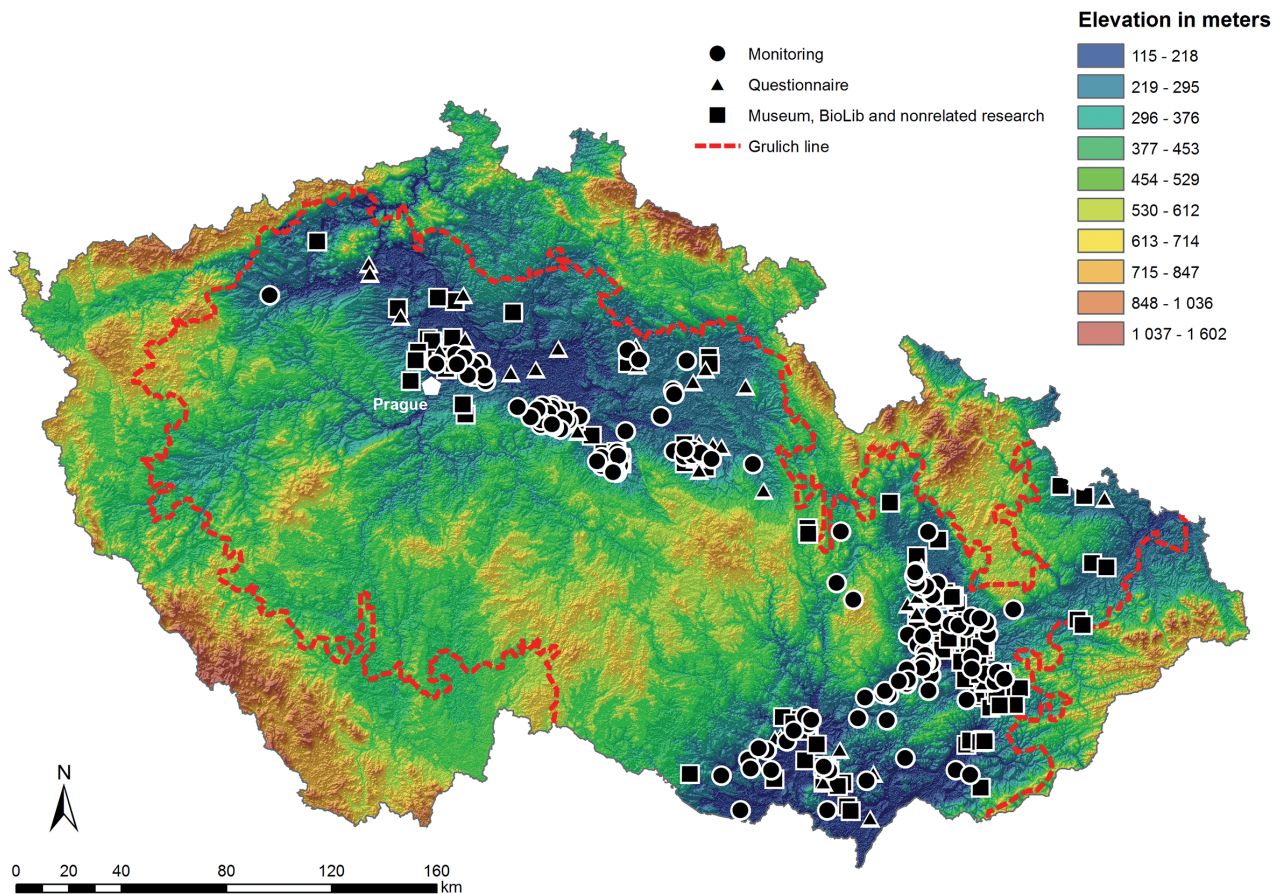 Elevation in meters
115 - 218
219 - 295
296 - 376
377 - 453
454 - 529
530 - 612
613 - 714
715 - 847
848 - 1 036
1 037 - 1 602
Monitoring
Questionnaire
Museum, BioLib and nonrelated research
Grulich line
Prague
N
0 20 40 80 120 160
km